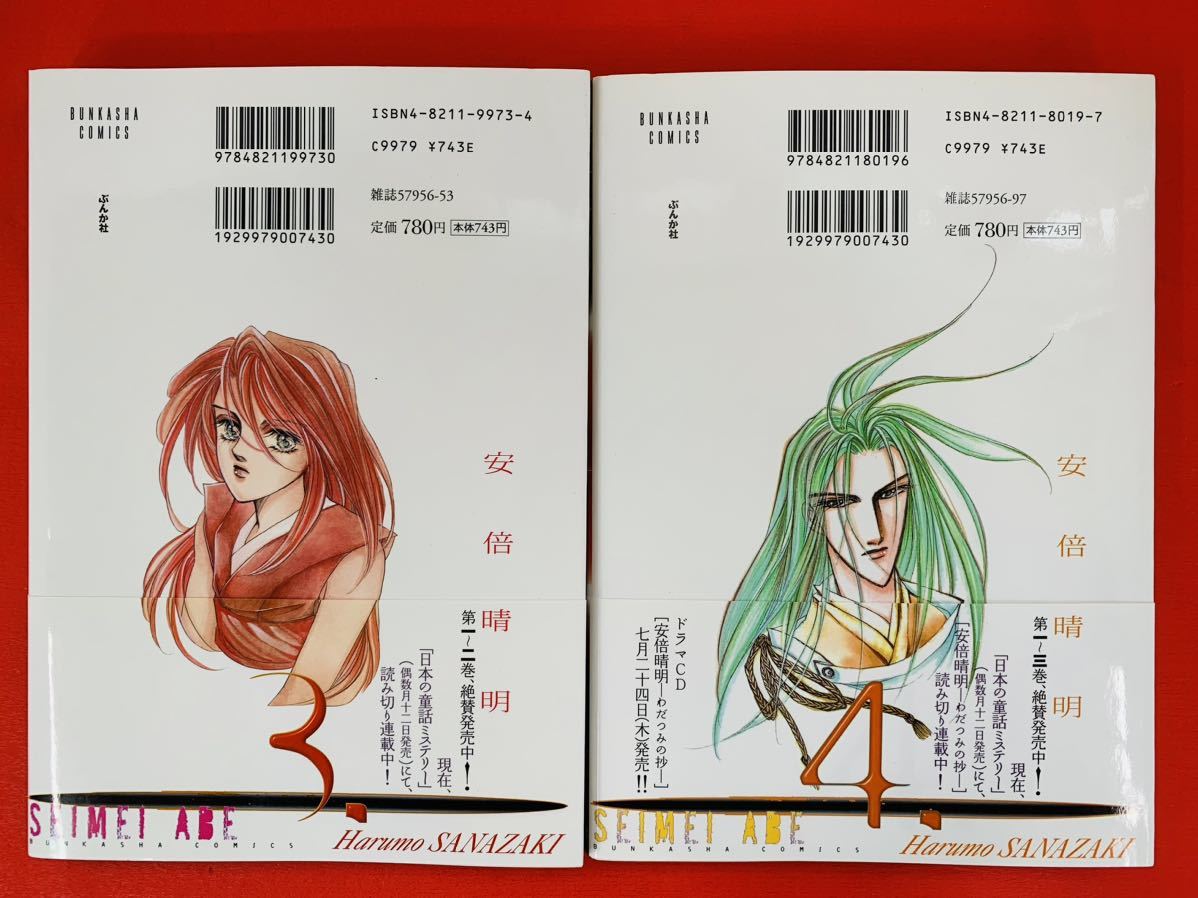 BUNKASHA
COMICS
ぶんか社
9784821199730
1929979007430
ISBN4-8211-9973-4
C9979 ¥743E
雑誌57956-53
定価 780円 本体743円
安倍晴明
第一〜二巻、絶賛発売中!
現在、
「日本の童話ミステリー」
(偶数月十二日発売)にて、
読み切り連載中!
3
SEIMEI ABE
BUNKASHA COMICS
Harumo SANAZAKI
BUNKASHA
COMICS
ぶんか社
9784821180196
1929979007430
ISBN4-8211-8019-7
C9979 ¥743E
雑誌57956-97
定価 780円 本体743円
安倍晴明
第一〜三巻、絶賛発売中!
現在、
「日本の童話ミステリー」
(偶数月十二日発売)にて、
[安倍晴明―わだつみの抄―]
読み切り連載中!
ドラマCD
[安倍晴明―わだつみの抄―]
七月二十四日(木)発売!!
4
SEIMEI ABE
BUNKASHA COMICS
Harumo SANAZAKI